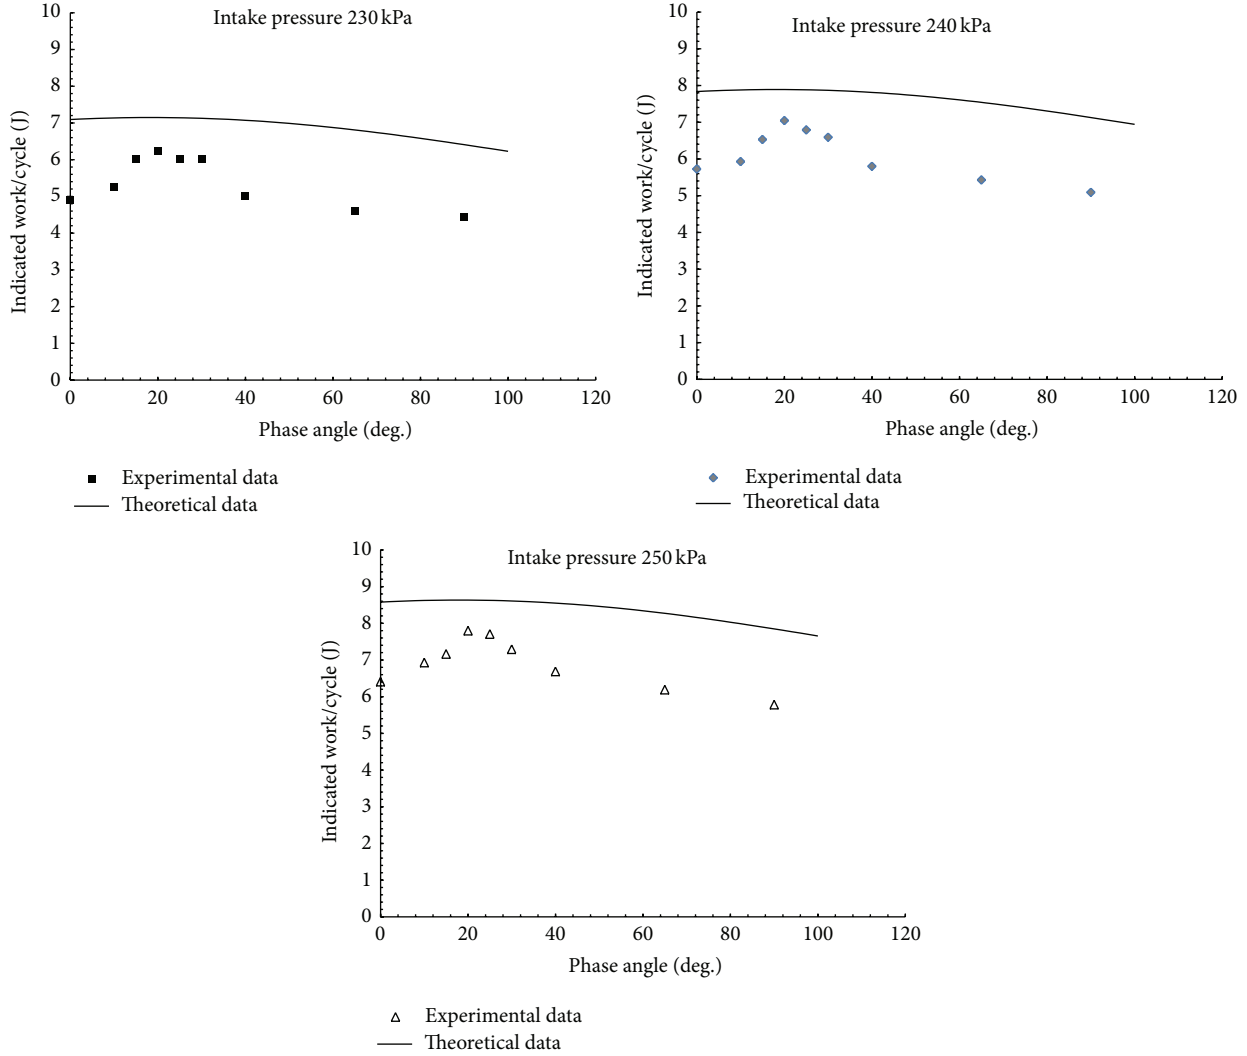 Intake pressure 230 kPa
Indicated work/cycle (J)
10
9
8
7
6
5
4
3
2
1
0
0 20 40 60 80 100 120
Phase angle (deg.)
Experimental data
Theoretical data
Intake pressure 240 kPa
Indicated work/cycle (J)
10
9
8
7
6
5
4
3
2
1
0
0 20 40 60 80 100 120
Phase angle (deg.)
Experimental data
Theoretical data
Intake pressure 250 kPa
Indicated work/cycle (J)
10
9
8
7
6
5
4
3
2
1
0
0 20 40 60 80 100 120
Phase angle (deg.)
Experimental data
Theoretical data